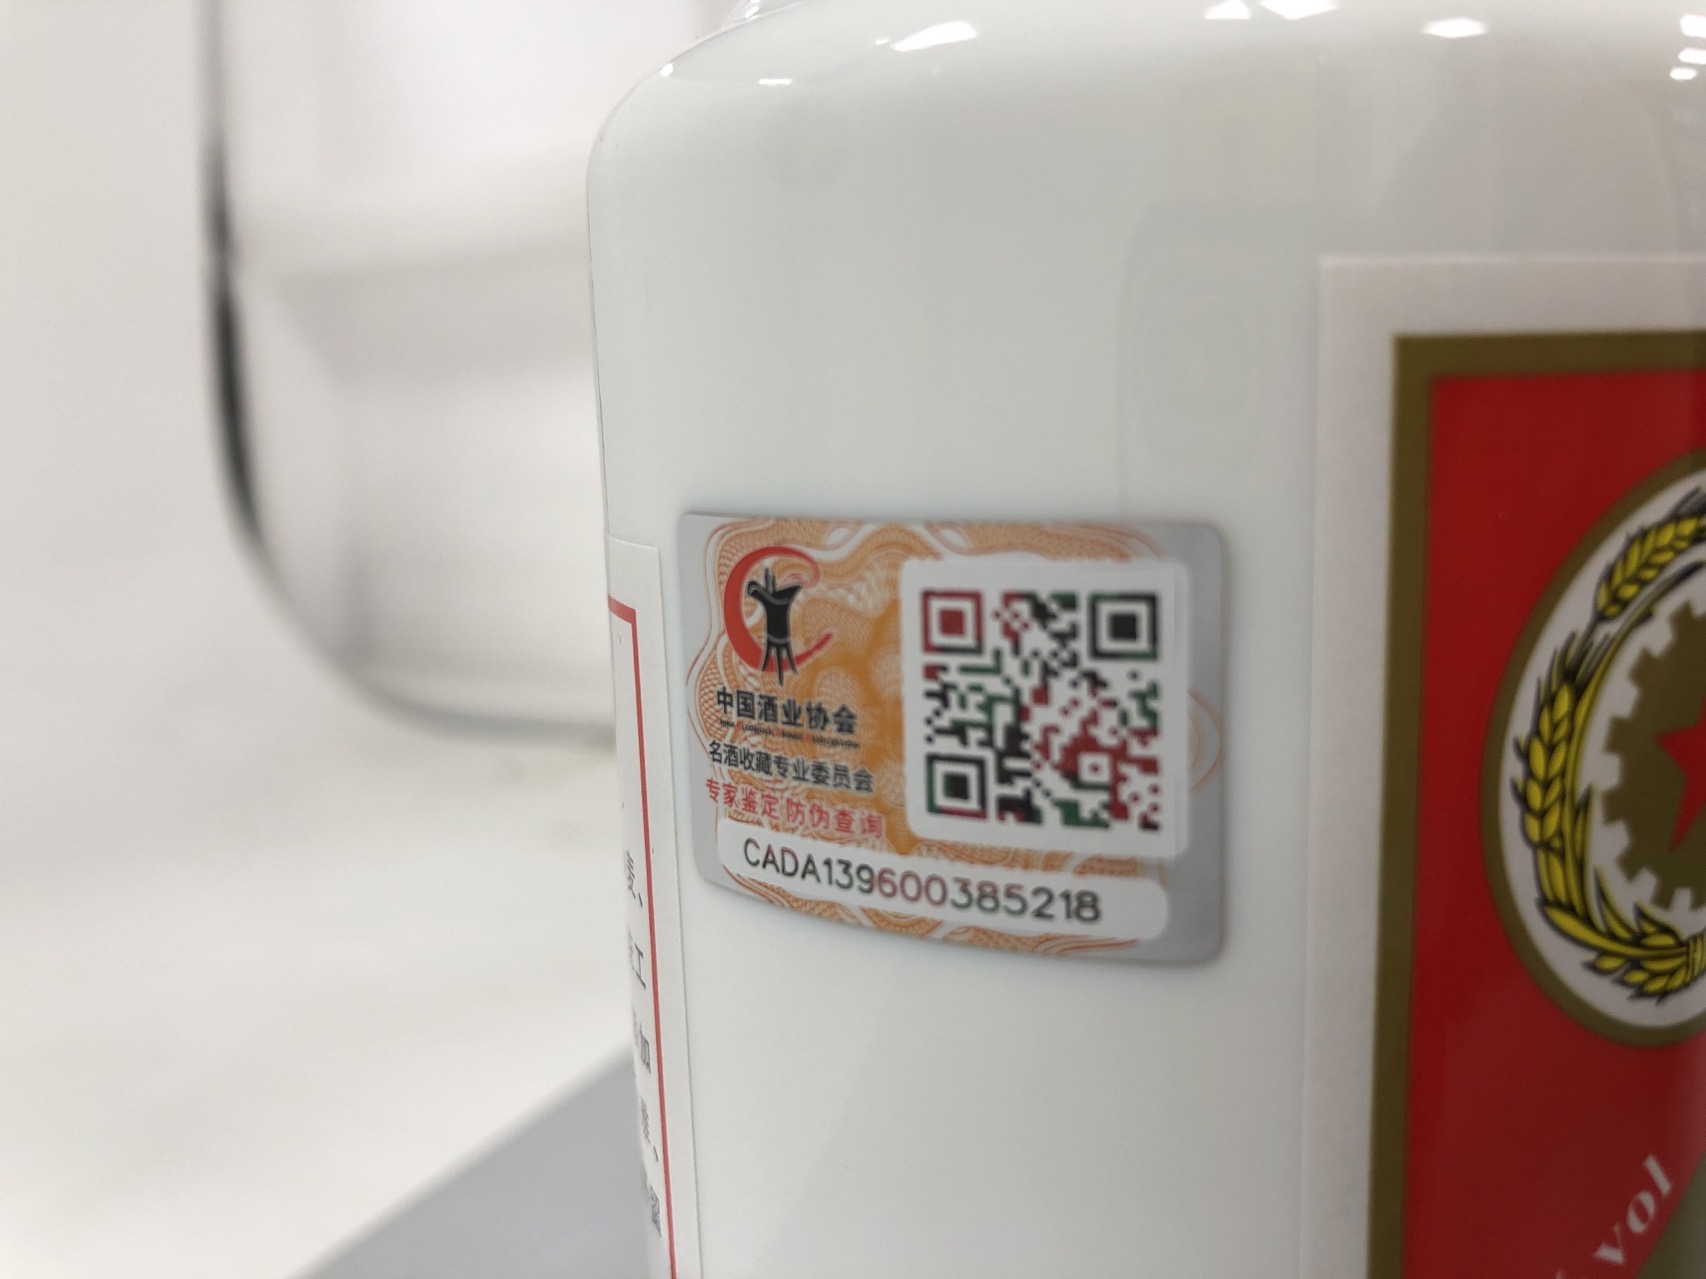 中国酒业协会
名酒收藏专业委员会
专家鉴定 防伪查询
CADA139600385218
vol